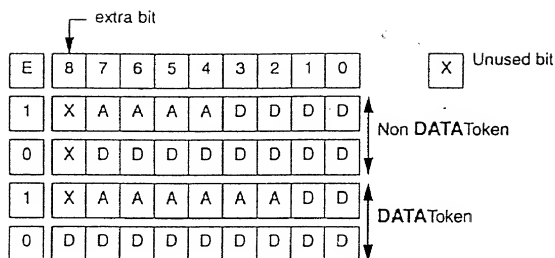 extra bit
E 8 7 6 5 4 3 2 1 0
X Unused bit
1 X A A A A D D D D
Non DATAToken
0 X D D D D D D D D
1 X A A A A A A D D
DATAToken
0 D D D D D D D D D